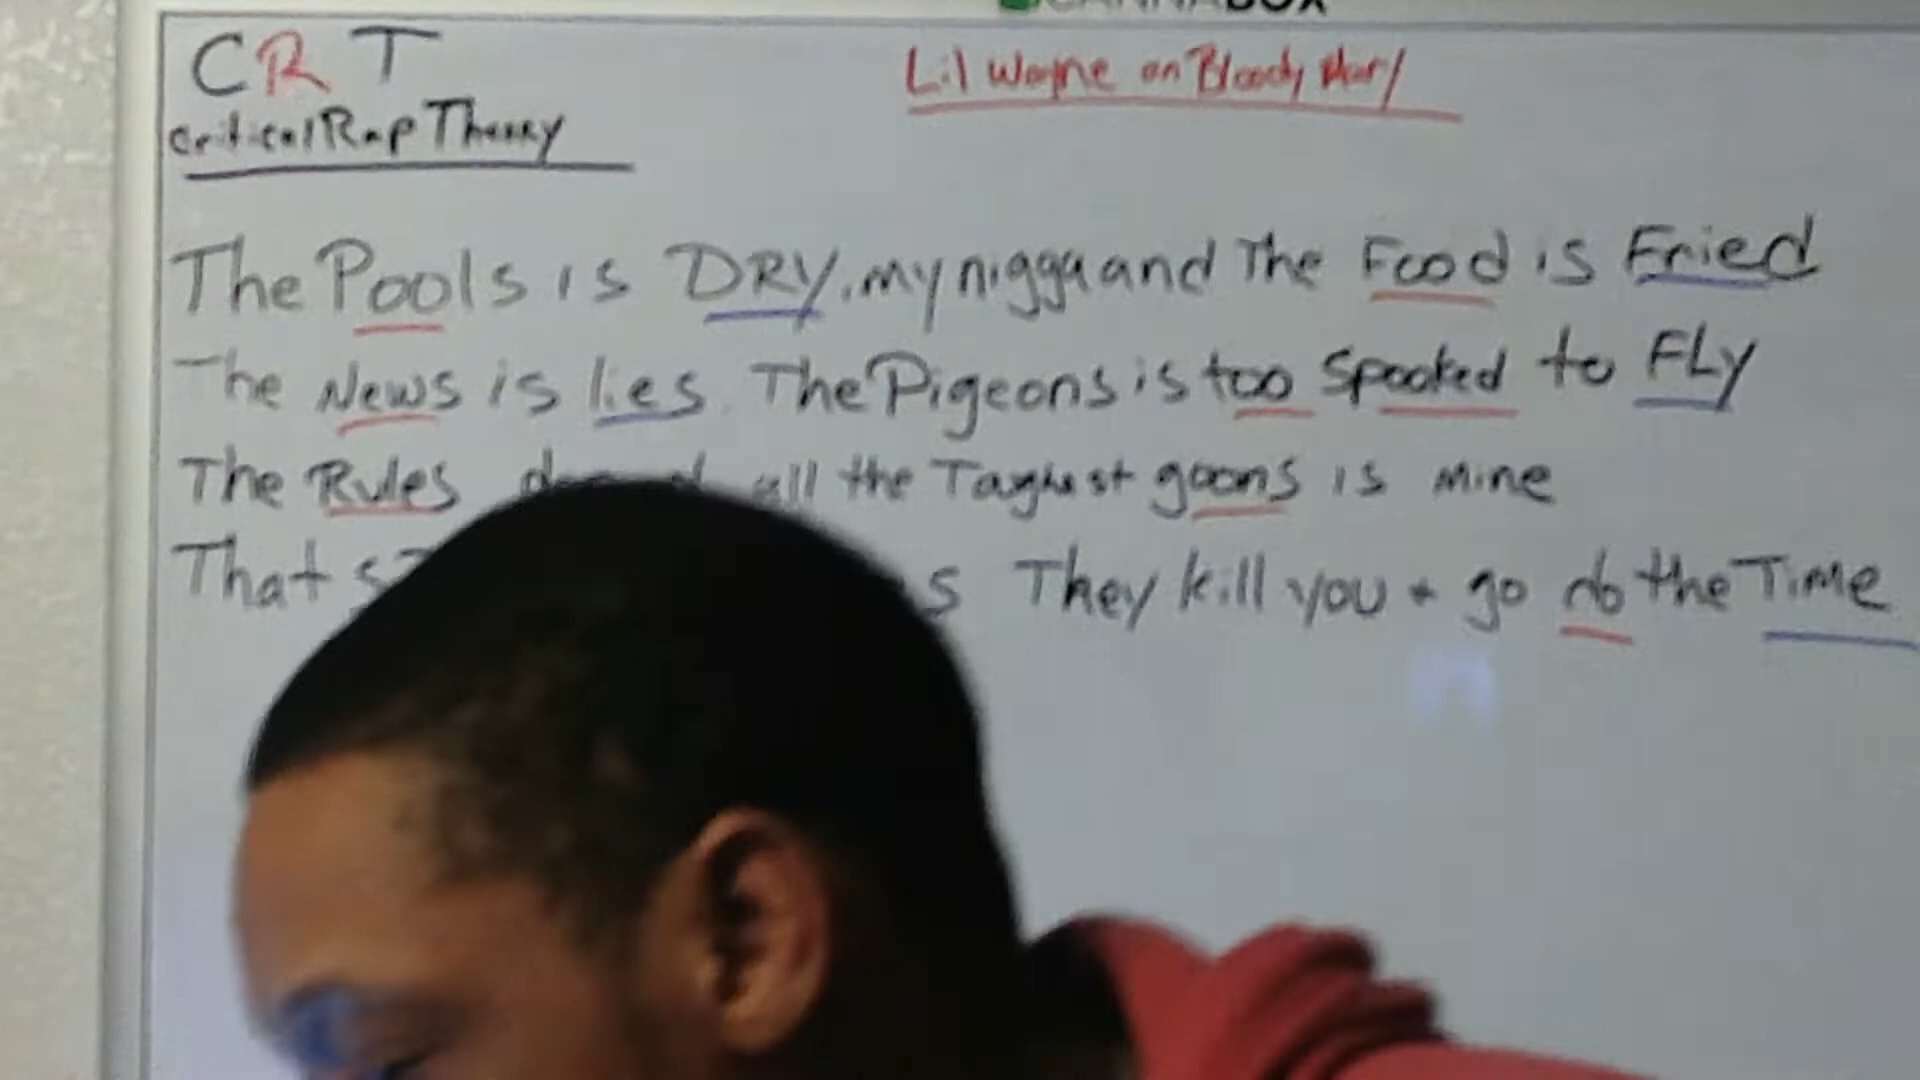 CANNABOX
CRT
Lil Wayne on Bloody Mary
Critical Rap Theory
The Pools is DRY, my nigga and The Food is Fried
The News is lies. The Pigeons is too Spooked to FLy
The Rules all the Toughest goons is mine
That They kill you + go do the Time